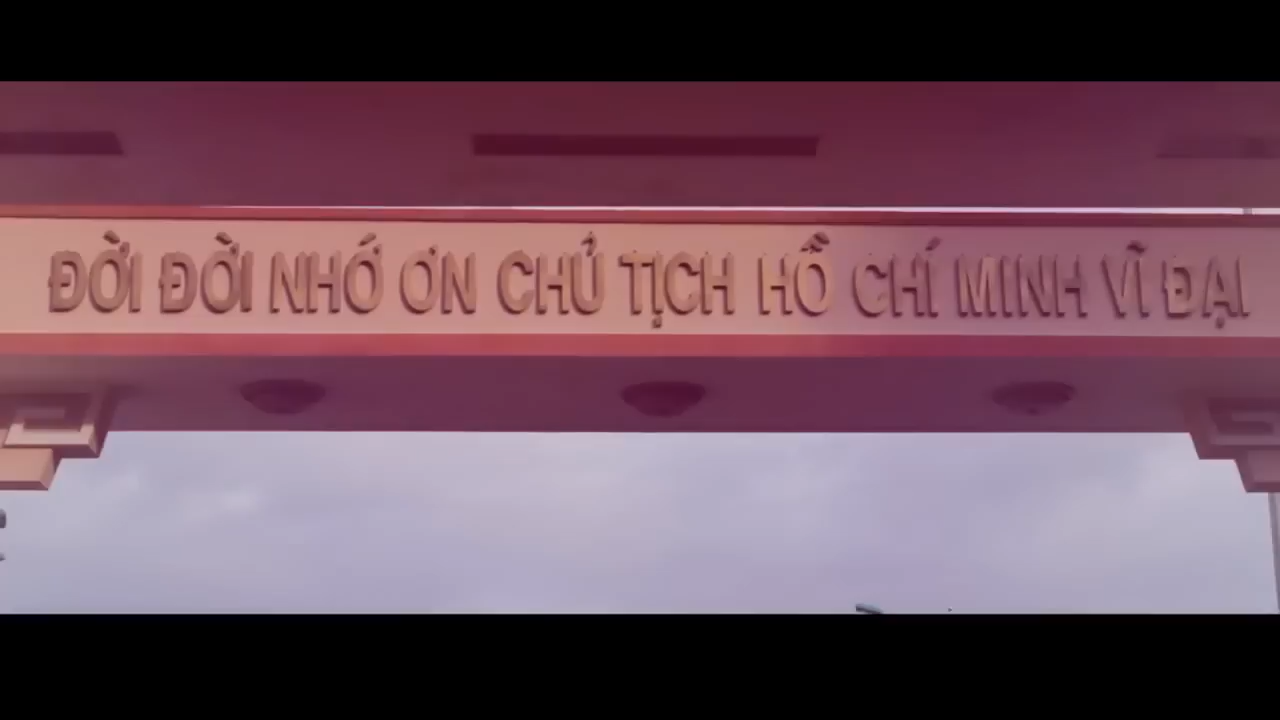 ĐỜI ĐỜI NHỚ ƠN CHỦ TỊCH HỒ CHÍ MINH VĨ ĐẠI